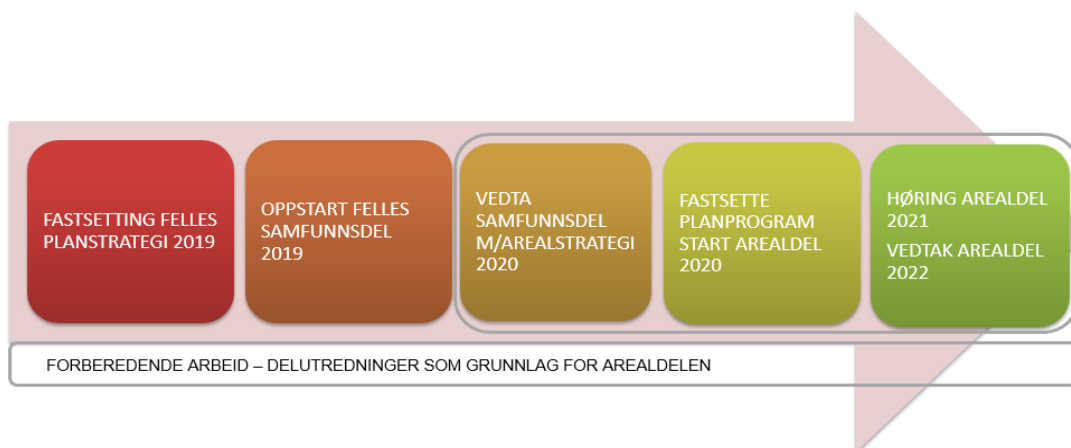 FASTSETTING FELLES
PLANSTRATEGI 2019
OPPSTART FELLES
SAMFUNNSDEL
2019
VEDTA
SAMFUNNSDEL
M/AREALSTRATEGI
2020
FASTSETTE
PLANPROGRAM
START AREALDEL
2020
HØRING AREALDEL
2021
VEDTAK AREALDEL
2022
FORBEREDENDE ARBEID – DELUTREDNINGER SOM GRUNNLAG FOR AREALDELEN